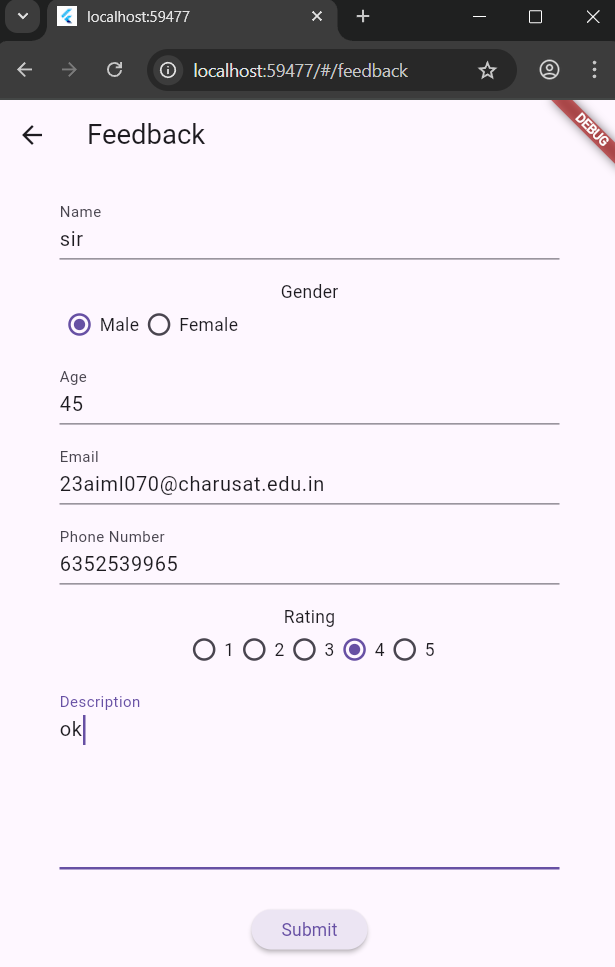 localhost:59477
localhost:59477/#/feedback
Feedback
DEBUG
Name
sir
Gender
Male Female
Age
45
Email
23aiml070@charusat.edu.in
Phone Number
6352539965
Rating
1 2 3 4 5
Description
ok
Submit